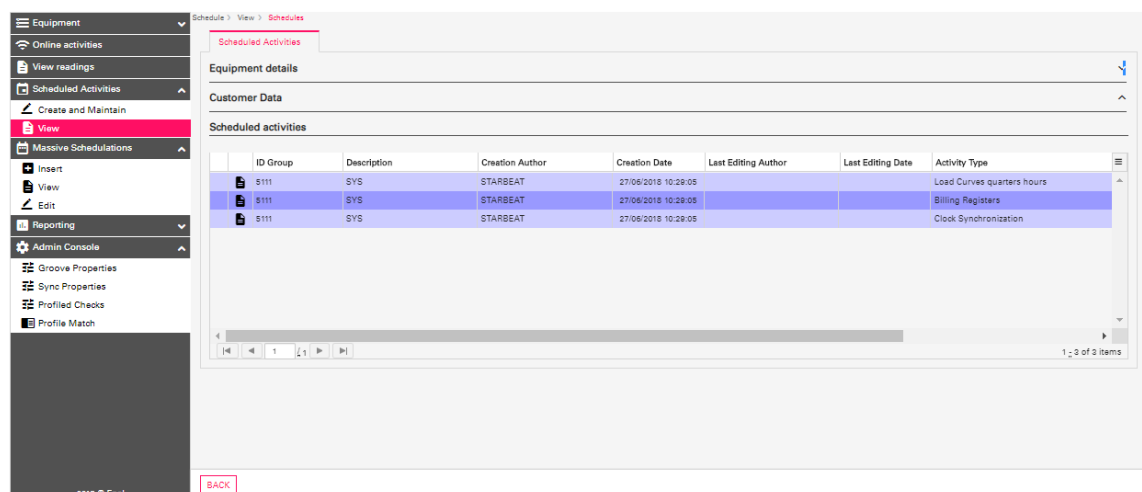 Equipment
Online activities
View readings
Scheduled Activities
Create and Maintain
View
Massive Schedulations
Insert
View
Edit
Reporting
Admin Console
Groove Properties
Sync Properties
Profiled Checks
Profile Match
Schedule > View > Schedules
Scheduled Activities
Equipment details
Customer Data
Scheduled activities
ID Group Description Creation Author Creation Date Last Editing Author Last Editing Date Activity Type
5111 SYS STARBEAT 27/06/2018 10:29:05 Load Curves quarters hours
5111 SYS STARBEAT 27/06/2018 10:29:05 Billing Registers
5111 SYS STARBEAT 27/06/2018 10:29:05 Clock Synchronization
1 / 1
1 - 3 of 3 items
BACK